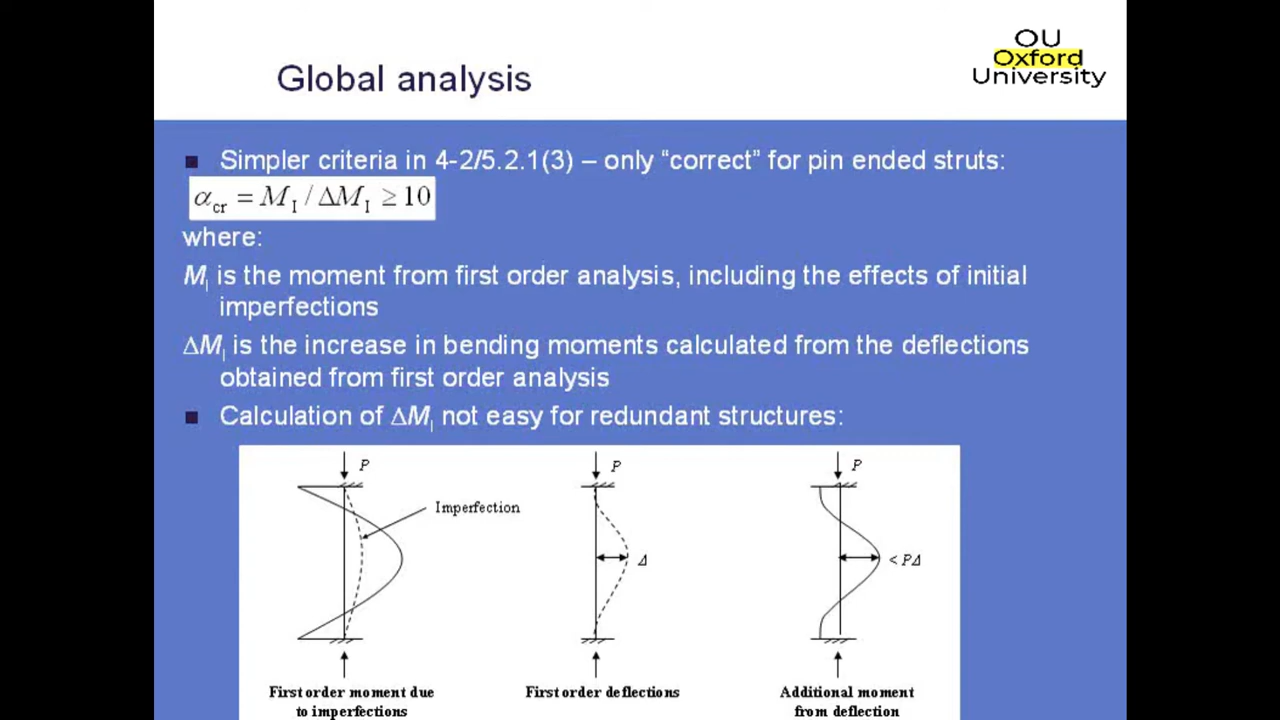 OU
Oxford
University
Global analysis
■ Simpler criteria in 4-2/5.2.1(3) – only “correct” for pin ended struts:
α_cr = M_I / ΔM_I ≥ 10
where:
M_I is the moment from first order analysis, including the effects of initial
imperfections
ΔM_I is the increase in bending moments calculated from the deflections
obtained from first order analysis
■ Calculation of ΔM_I not easy for redundant structures:
P
P
P
Imperfection
Δ
< PΔ
First order moment due
to imperfections
First order deflections
Additional moment
from deflection